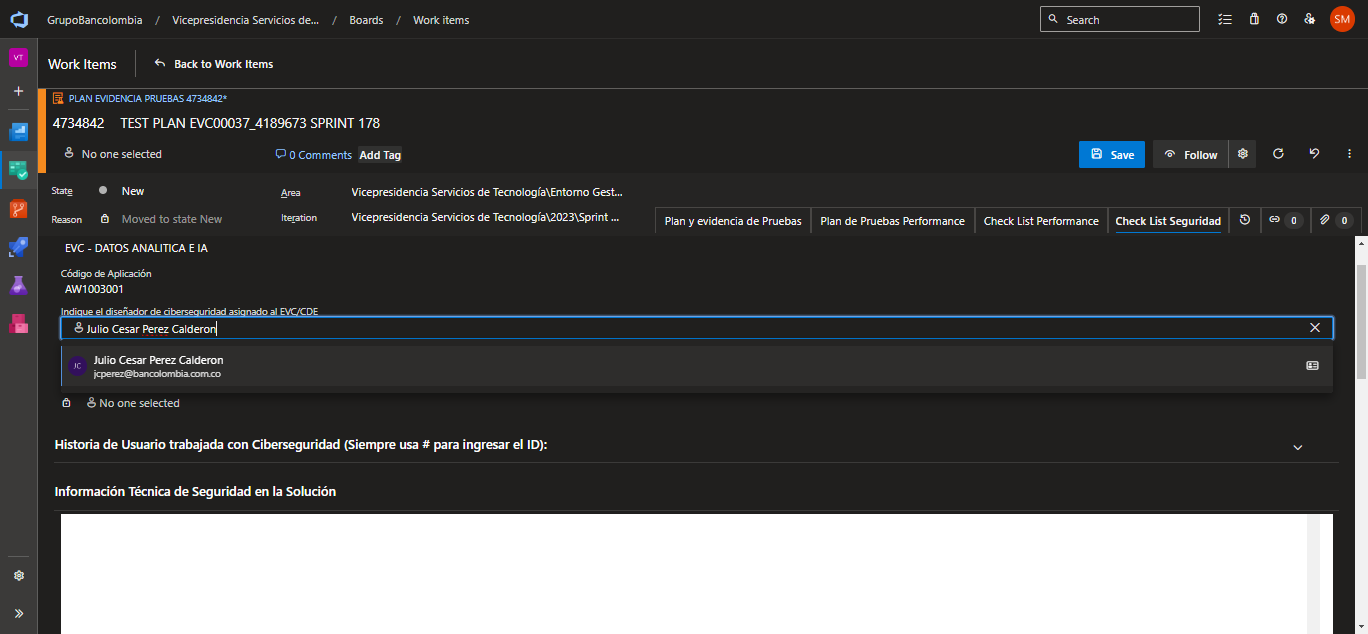 GrupoBancolombia / Vicepresidencia Servicios de... / Boards / Work items
Search
SM
VT
Work Items
Back to Work Items
PLAN EVIDENCIA PRUEBAS 4734842*
4734842 TEST PLAN EVC00037_4189673 SPRINT 178
No one selected
0 Comments
Add Tag
Save
Follow
State
New
Area
Vicepresidencia Servicios de Tecnología\Entorno Gest...
Reason
Moved to state New
Iteration
Vicepresidencia Servicios de Tecnología\2023\Sprint ...
Plan y evidencia de Pruebas
Plan de Pruebas Performance
Check List Performance
Check List Seguridad
0
0
EVC - DATOS ANALITICA E IA
Código de Aplicación
AW1003001
Indique el diseñador de ciberseguridad asignado al EVC/CDE
Julio Cesar Perez Calderon
JC
Julio Cesar Perez Calderon
jcperez@bancolombia.com.co
No one selected
Historia de Usuario trabajada con Ciberseguridad (Siempre usa # para ingresar el ID):
Información Técnica de Seguridad en la Solución